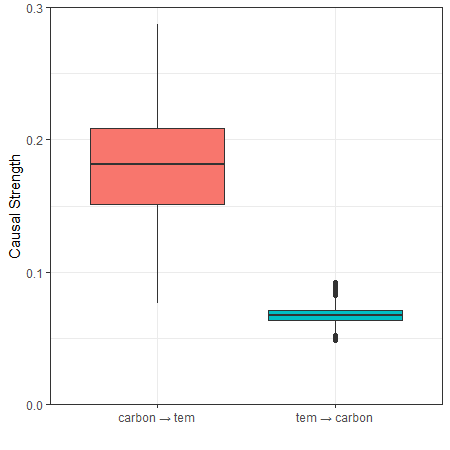 0.3
0.2
0.1
0.0
Causal Strength
carbon → tem
tem → carbon